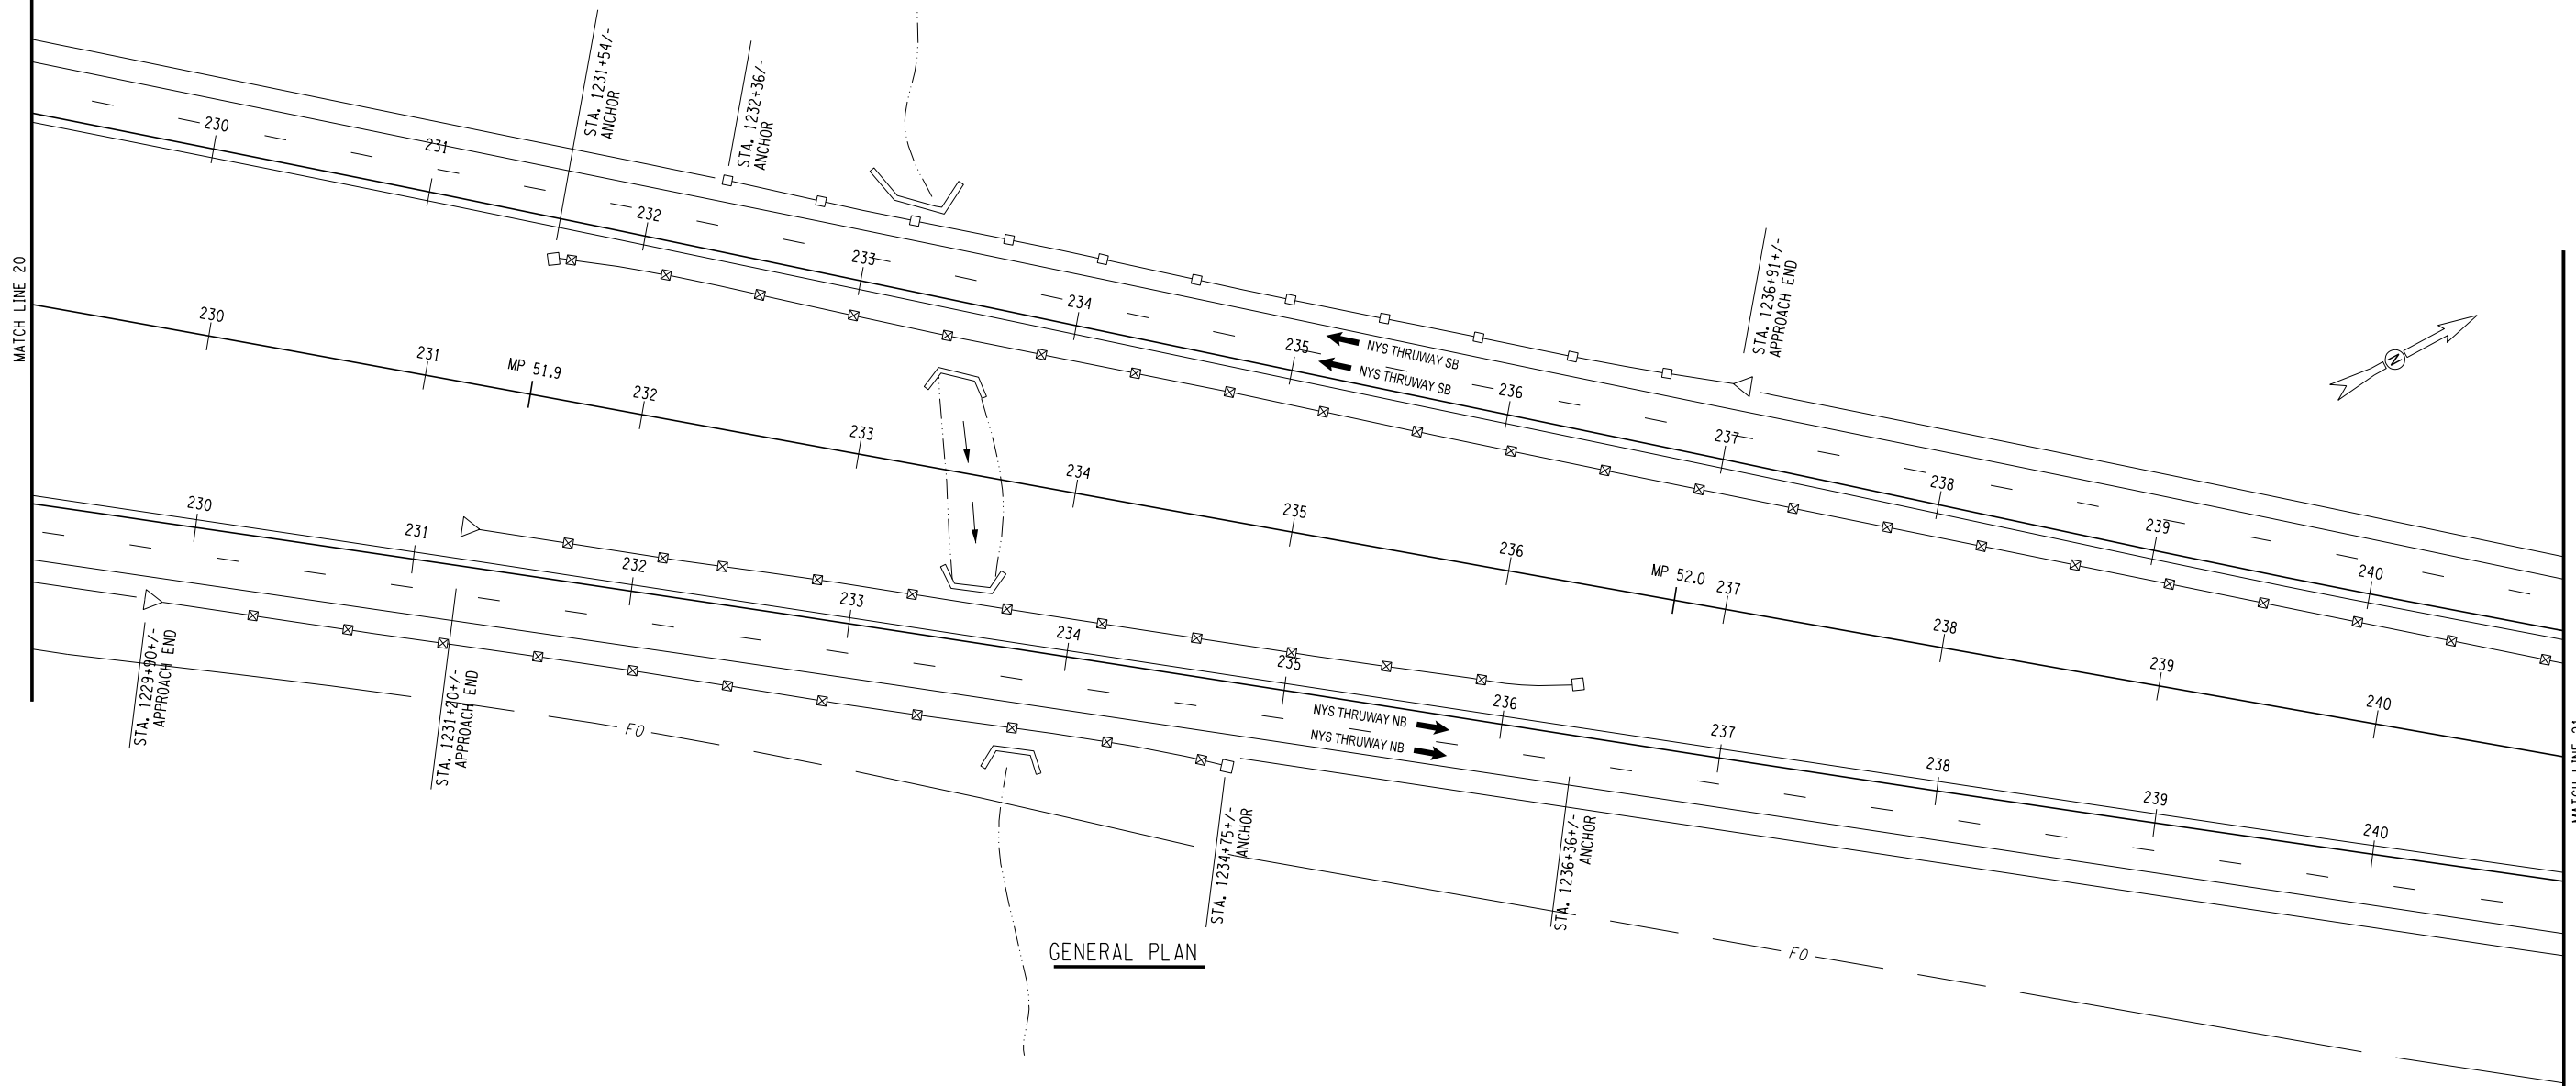 MATCH LINE 20
STA. 1231+54/-
ANCHOR
STA. 1232+36/-
ANCHOR
230
231
232
233
234
235
236
237
238
239
240
NYS THRUWAY SB
NYS THRUWAY SB
STA. 1236+91+/-
APPROACH END
N
230
231
MP 51.9
232
233
234
235
236
MP 52.0
237
238
239
240
230
231
232
233
234
235
236
237
238
239
240
NYS THRUWAY NB
NYS THRUWAY NB
STA. 1229+90+/-
APPROACH END
STA. 1231+20+/-
APPROACH END
FO
STA. 1234+75+/-
ANCHOR
STA. 1236+36+/-
ANCHOR
FO
GENERAL PLAN